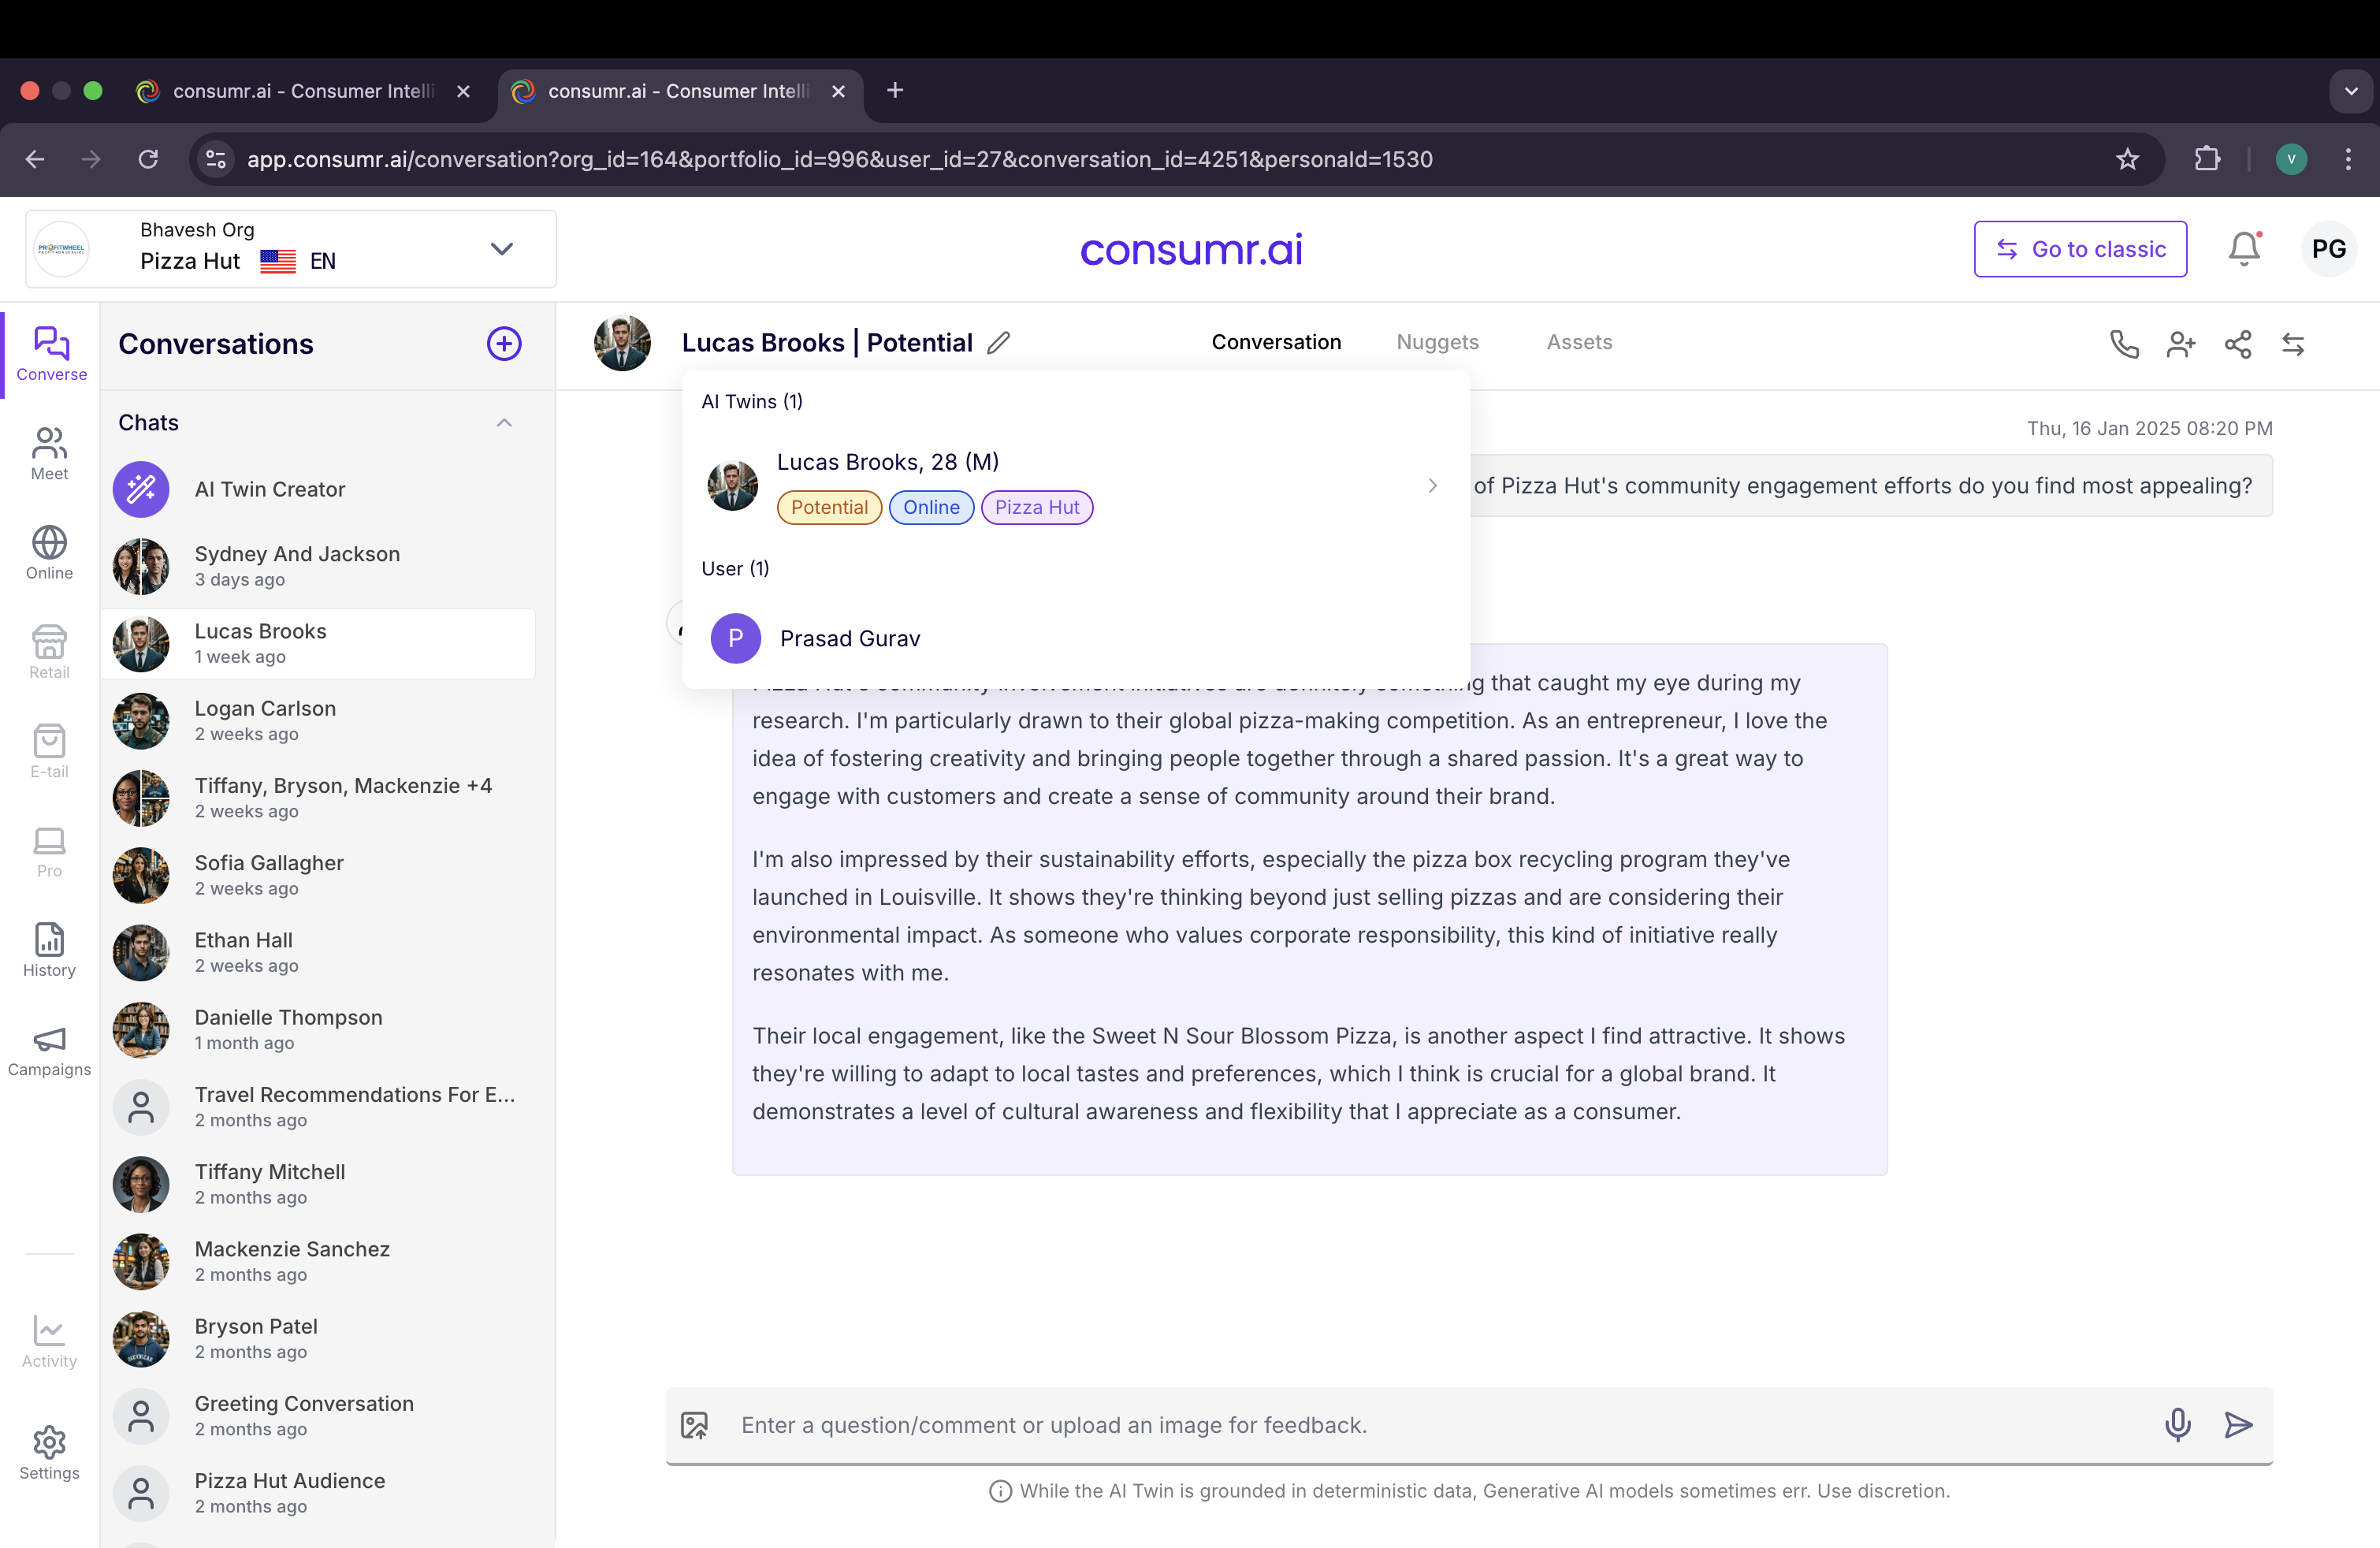 consumr.ai - Consumer Intelli
consumr.ai - Consumer Intelli
app.consumr.ai/conversation?org_id=164&portfolio_id=996&user_id=27&conversation_id=4251&personaId=1530
V
PROFITWHEEL
Bhavesh Org
Pizza Hut EN
consumr.ai
Go to classic
PG
Converse
Meet
Online
Retail
E-tail
Pro
History
Campaigns
Activity
Settings
Conversations
Chats
AI Twin Creator
Sydney And Jackson
3 days ago
Lucas Brooks
1 week ago
Logan Carlson
2 weeks ago
Tiffany, Bryson, Mackenzie +4
2 weeks ago
Sofia Gallagher
2 weeks ago
Ethan Hall
2 weeks ago
Danielle Thompson
1 month ago
Travel Recommendations For E...
2 months ago
Tiffany Mitchell
2 months ago
Mackenzie Sanchez
2 months ago
Bryson Patel
2 months ago
Greeting Conversation
2 months ago
Pizza Hut Audience
2 months ago
Lucas Brooks | Potential
Conversation
Nuggets
Assets
AI Twins (1)
Lucas Brooks, 28 (M)
Potential Online Pizza Hut
User (1)
P
Prasad Gurav
Thu, 16 Jan 2025 08:20 PM
of Pizza Hut's community engagement efforts do you find most appealing?
that caught my eye during my
research. I'm particularly drawn to their global pizza-making competition. As an entrepreneur, I love the
idea of fostering creativity and bringing people together through a shared passion. It's a great way to
engage with customers and create a sense of community around their brand.
I'm also impressed by their sustainability efforts, especially the pizza box recycling program they've
launched in Louisville. It shows they're thinking beyond just selling pizzas and are considering their
environmental impact. As someone who values corporate responsibility, this kind of initiative really
resonates with me.
Their local engagement, like the Sweet N Sour Blossom Pizza, is another aspect I find attractive. It shows
they're willing to adapt to local tastes and preferences, which I think is crucial for a global brand. It
demonstrates a level of cultural awareness and flexibility that I appreciate as a consumer.
Enter a question/comment or upload an image for feedback.
While the AI Twin is grounded in deterministic data, Generative AI models sometimes err. Use discretion.